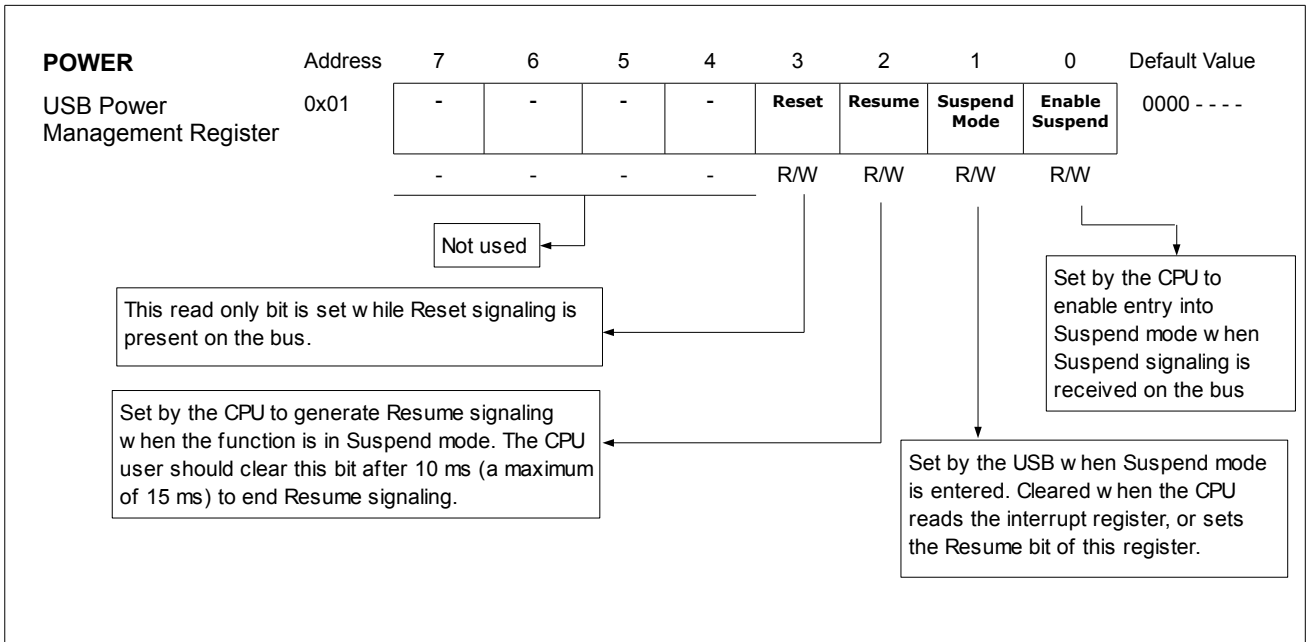 POWER Address 7 6 5 4 3 2 1 0 Default Value
USB Power
Management Register
0x01
- - - - Reset Resume Suspend
Mode
Enable
Suspend
0000 - - - -
- - - - R/W R/W R/W R/W
Not used
This read only bit is set while Reset signaling is
present on the bus.
Set by the CPU to generate Resume signaling
when the function is in Suspend mode. The CPU
user should clear this bit after 10 ms (a maximum
of 15 ms) to end Resume signaling.
Set by the CPU to
enable entry into
Suspend mode when
Suspend signaling is
received on the bus
Set by the USB when Suspend mode
is entered. Cleared when the CPU
reads the interrupt register, or sets
the Resume bit of this register.